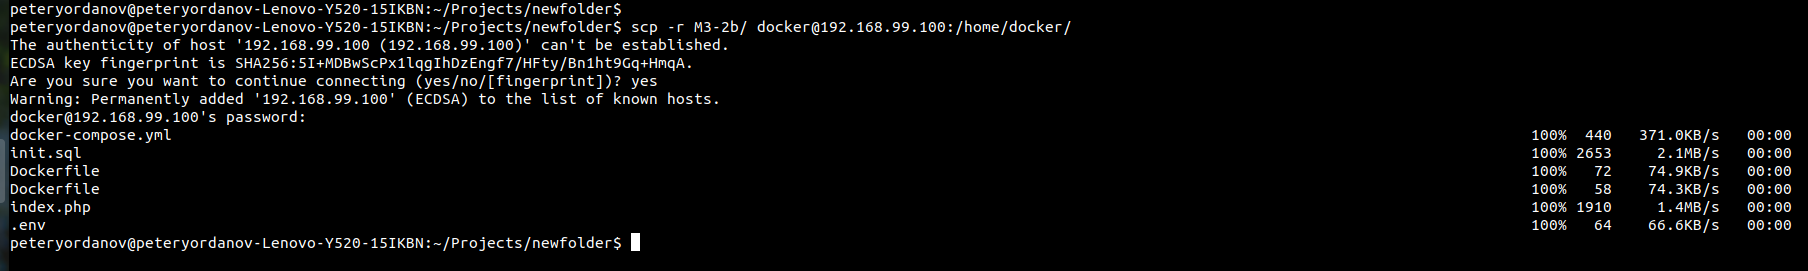 peteryordanov@peteryordanov-Lenovo-Y520-15IKBN:~/Projects/newfolder$
peteryordanov@peteryordanov-Lenovo-Y520-15IKBN:~/Projects/newfolder$ scp -r M3-2b/ docker@192.168.99.100:/home/docker/
The authenticity of host '192.168.99.100 (192.168.99.100)' can't be established.
ECDSA key fingerprint is SHA256:5I+MDBwScPx1lqgIhDzEngf7/HFty/Bn1ht9Gq+HmqA.
Are you sure you want to continue connecting (yes/no/[fingerprint])? yes
Warning: Permanently added '192.168.99.100' (ECDSA) to the list of known hosts.
docker@192.168.99.100's password:
docker-compose.yml 100% 440 371.0KB/s 00:00
init.sql 100% 2653 2.1MB/s 00:00
Dockerfile 100% 72 74.9KB/s 00:00
Dockerfile 100% 58 74.3KB/s 00:00
index.php 100% 1910 1.4MB/s 00:00
.env 100% 64 66.6KB/s 00:00
peteryordanov@peteryordanov-Lenovo-Y520-15IKBN:~/Projects/newfolder$